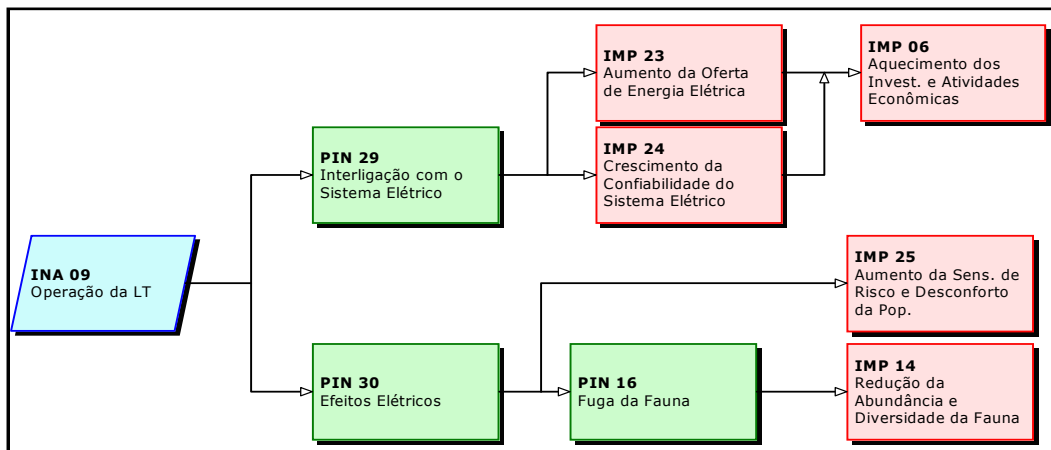 IMP 23
Aumento da Oferta
de Energia Elétrica
IMP 06
Aquecimento dos
Invest. e Atividades
Econômicas
PIN 29
Interligação com o
Sistema Elétrico
IMP 24
Crescimento da
Confiabilidade do
Sistema Elétrico
INA 09
Operação da LT
IMP 25
Aumento da Sens. de
Risco e Desconforto
da Pop.
PIN 30
Efeitos Elétricos
PIN 16
Fuga da Fauna
IMP 14
Redução da
Abundância e
Diversidade da Fauna